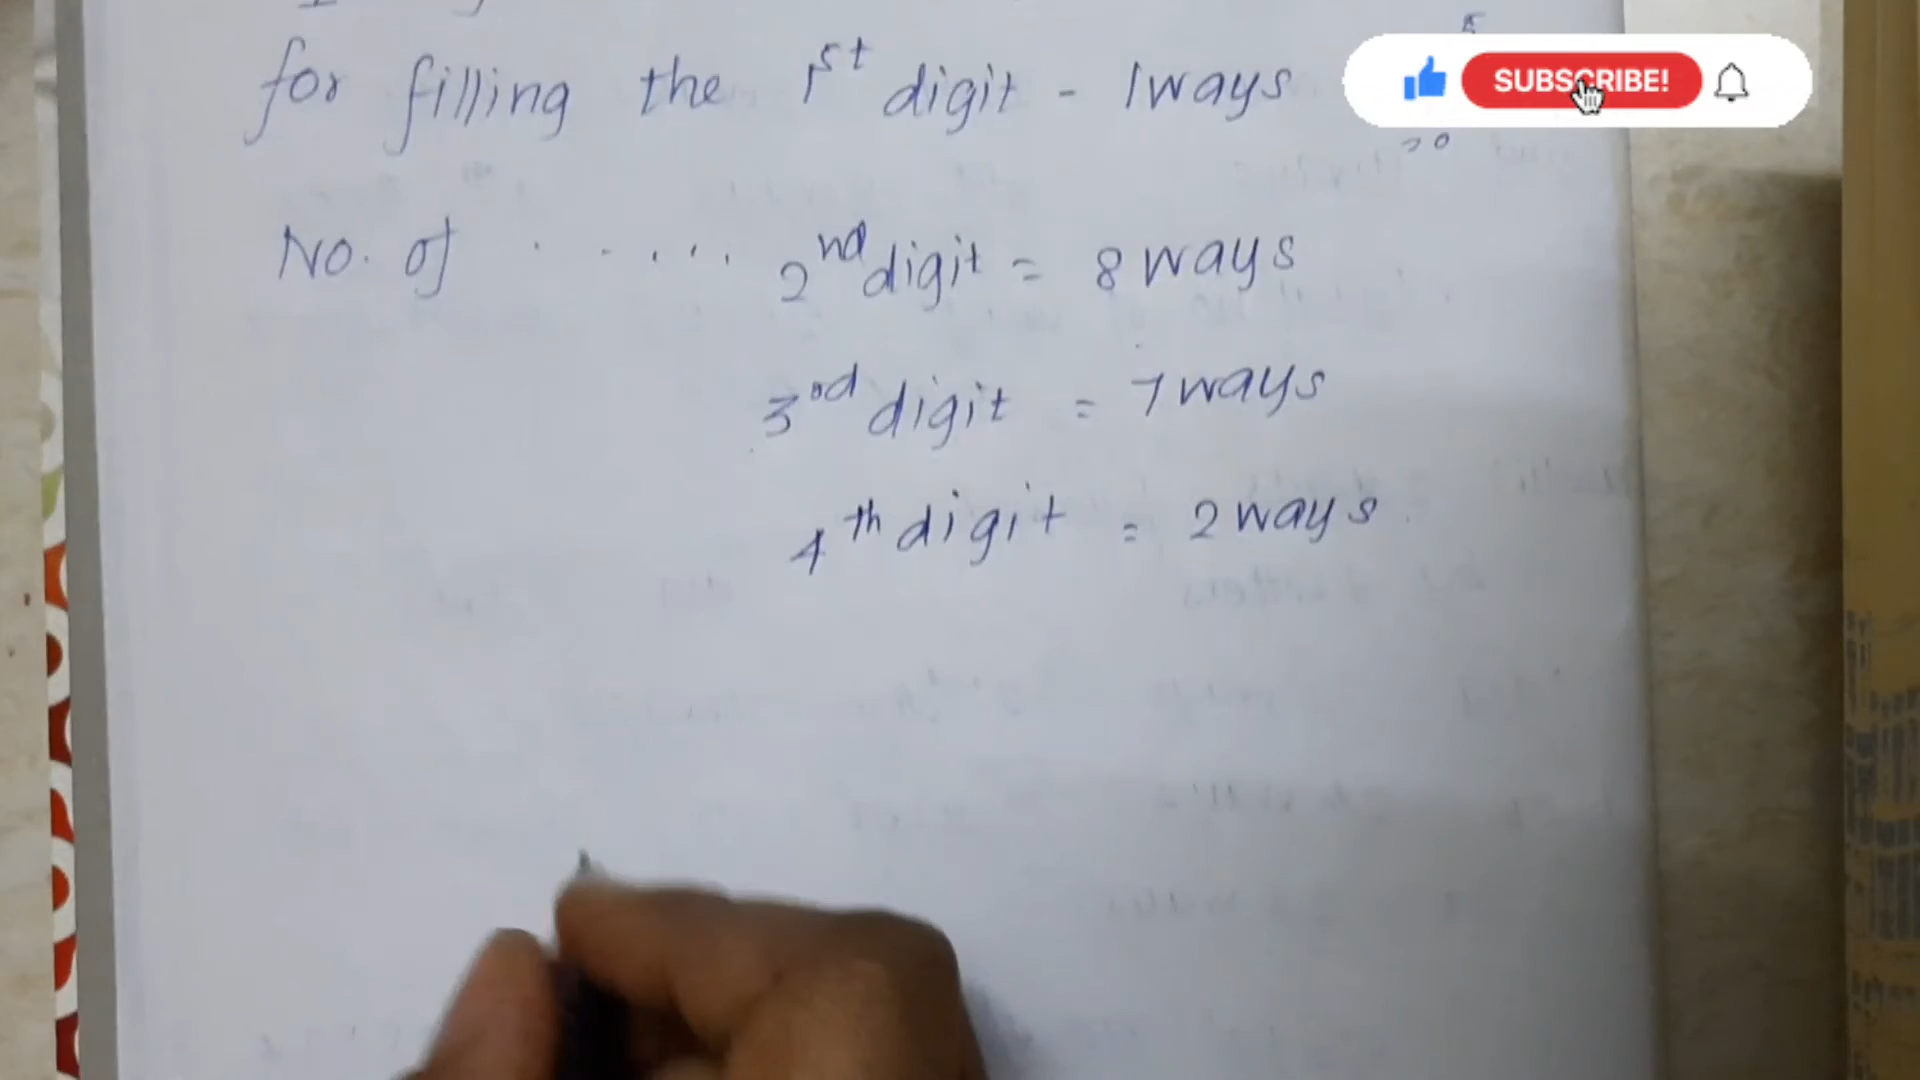 for filling the 1st digit - 1ways
SUBSCRIBE!
No. of ...... 2nd digit = 8 ways
3rd digit = 7 ways
4th digit = 2 ways